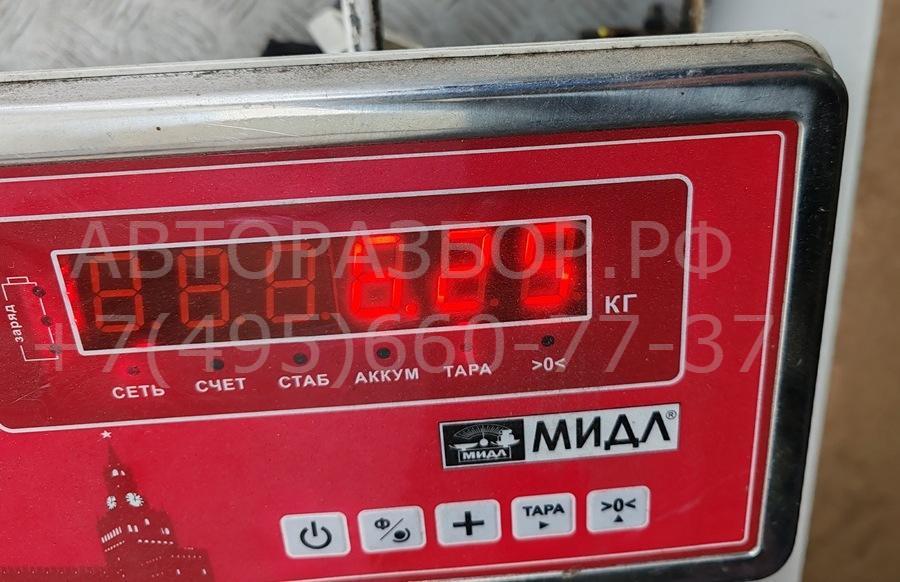 АВТОРАЗБОР.РФ
КГ
заряд
+7(495)660-77-37
СЕТЬ СЧЕТ СТАБ АККУМ ТАРА >0<
МИДЛ МИДЛ®
Ф ТАРА >0<